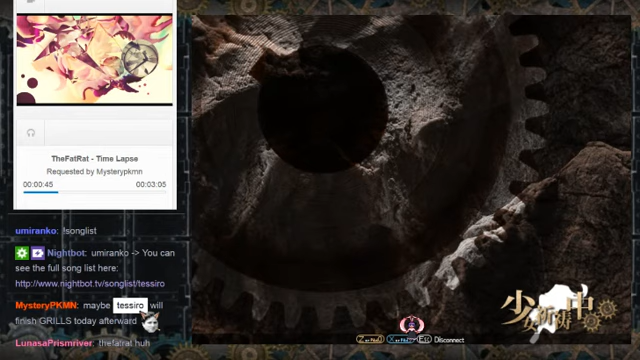 TheFatRat - Time Lapse
Requested by Mysterypkmn
00:00:45 00:03:05
umiranko: !songlist
Nightbot: umiranko -> You can
see the full song list here:
http://www.nightbot.tv/songlist/tessiro
MysteryPKMN: maybe tessiro will
finish GRILLS today afterward
LunasaPrismriver: thefatrat huh
少女祈祷中
Disconnect